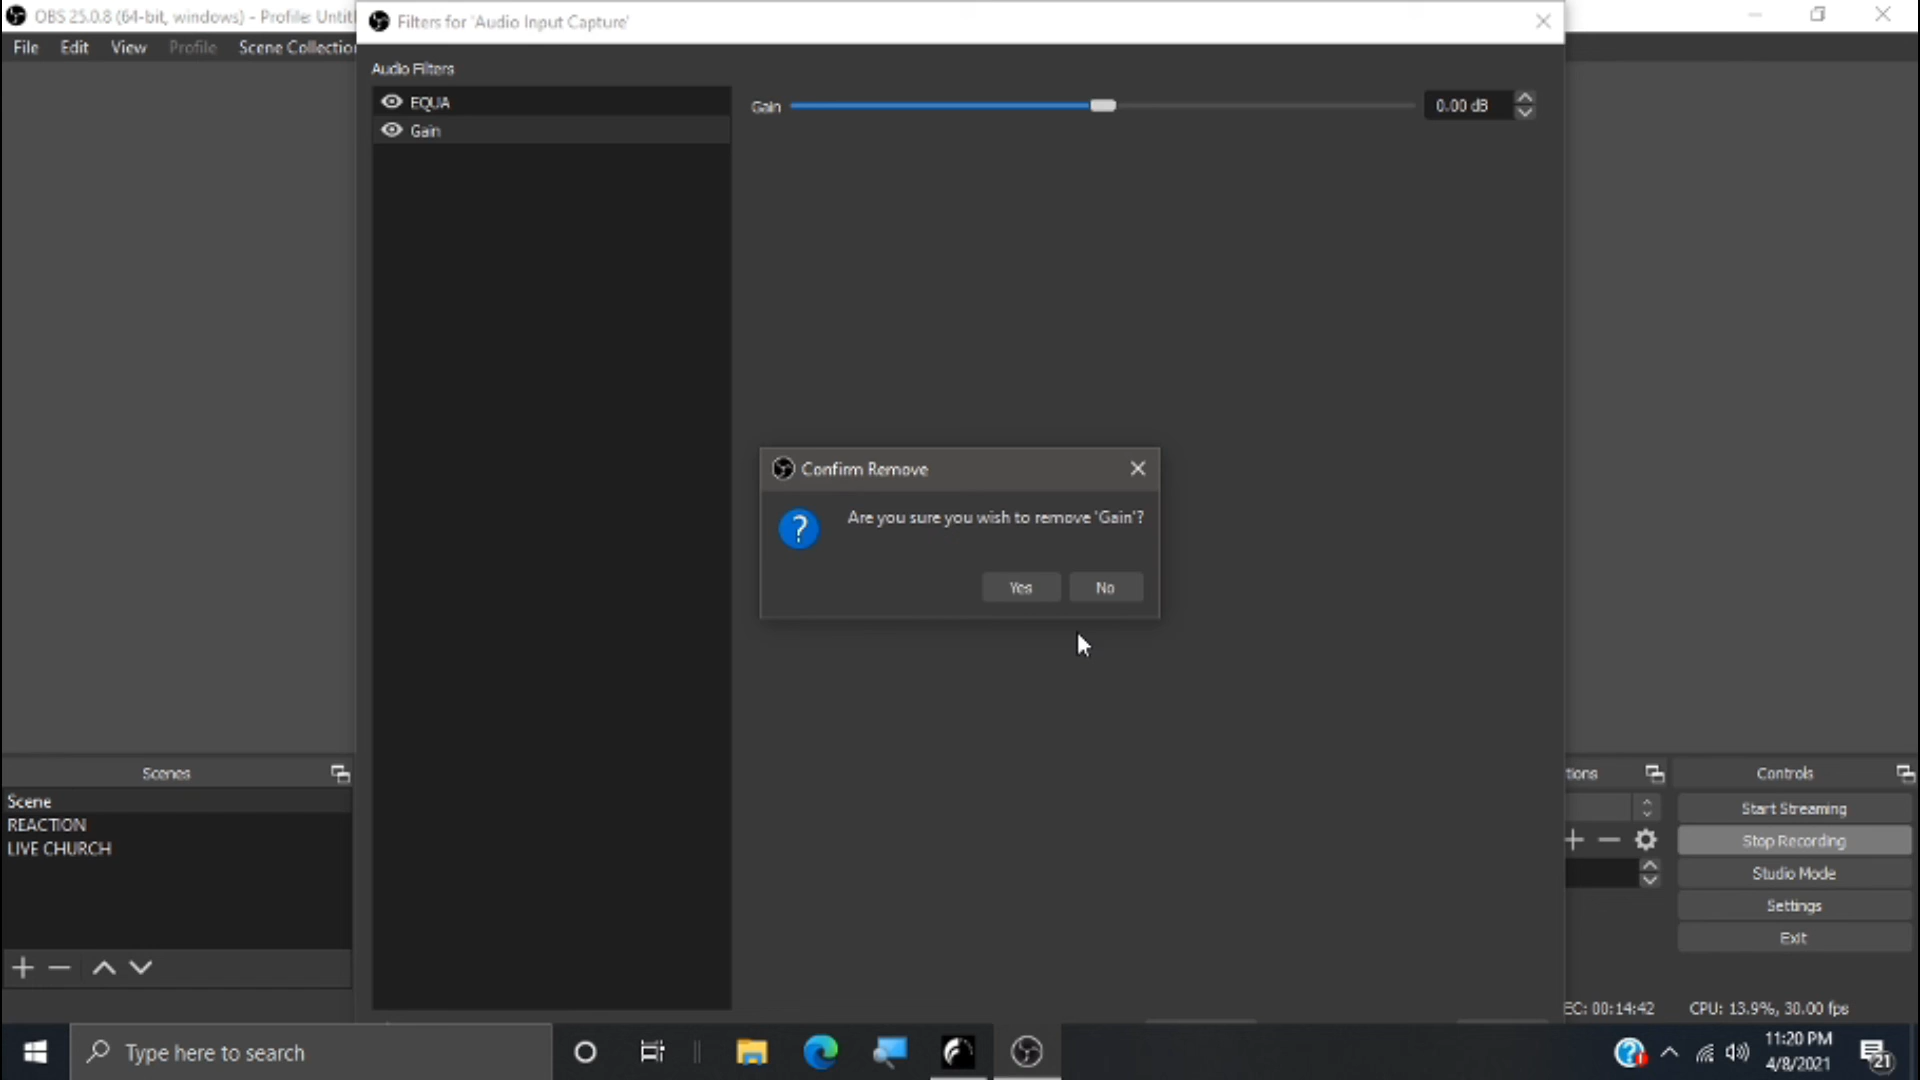 OBS 25.0.8 (64-bit, windows) - Profile: Untitl
Filters for 'Audio Input Capture'
File Edit View Profile Scene Collection
Audio Filters
EQUA
Gain
Gain 0.00 dB
Confirm Remove
Are you sure you wish to remove 'Gain'?
Yes No
Scenes
Scene
REACTION
LIVE CHURCH
tions
Controls
Start Streaming
Stop Recording
Studio Mode
Settings
Exit
EC: 00:14:42 CPU: 13.9%, 30.00 fps
Type here to search
11:20 PM
4/8/2021
21